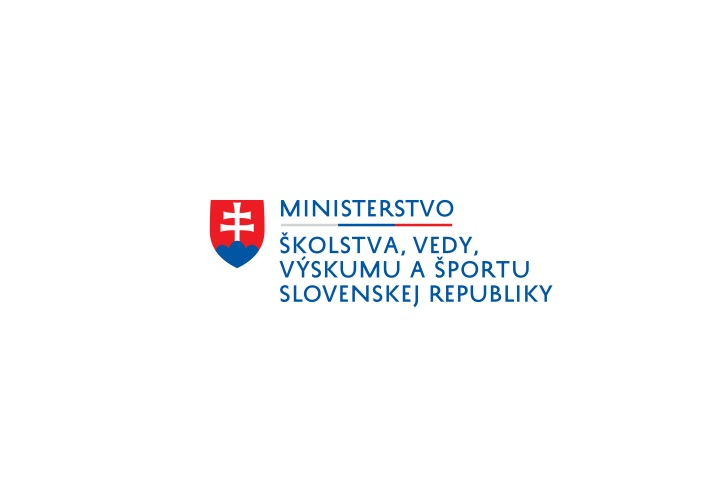 MINISTERSTVO
ŠKOLSTVA, VEDY,
VÝSKUMU A ŠPORTU
SLOVENSKEJ REPUBLIKY